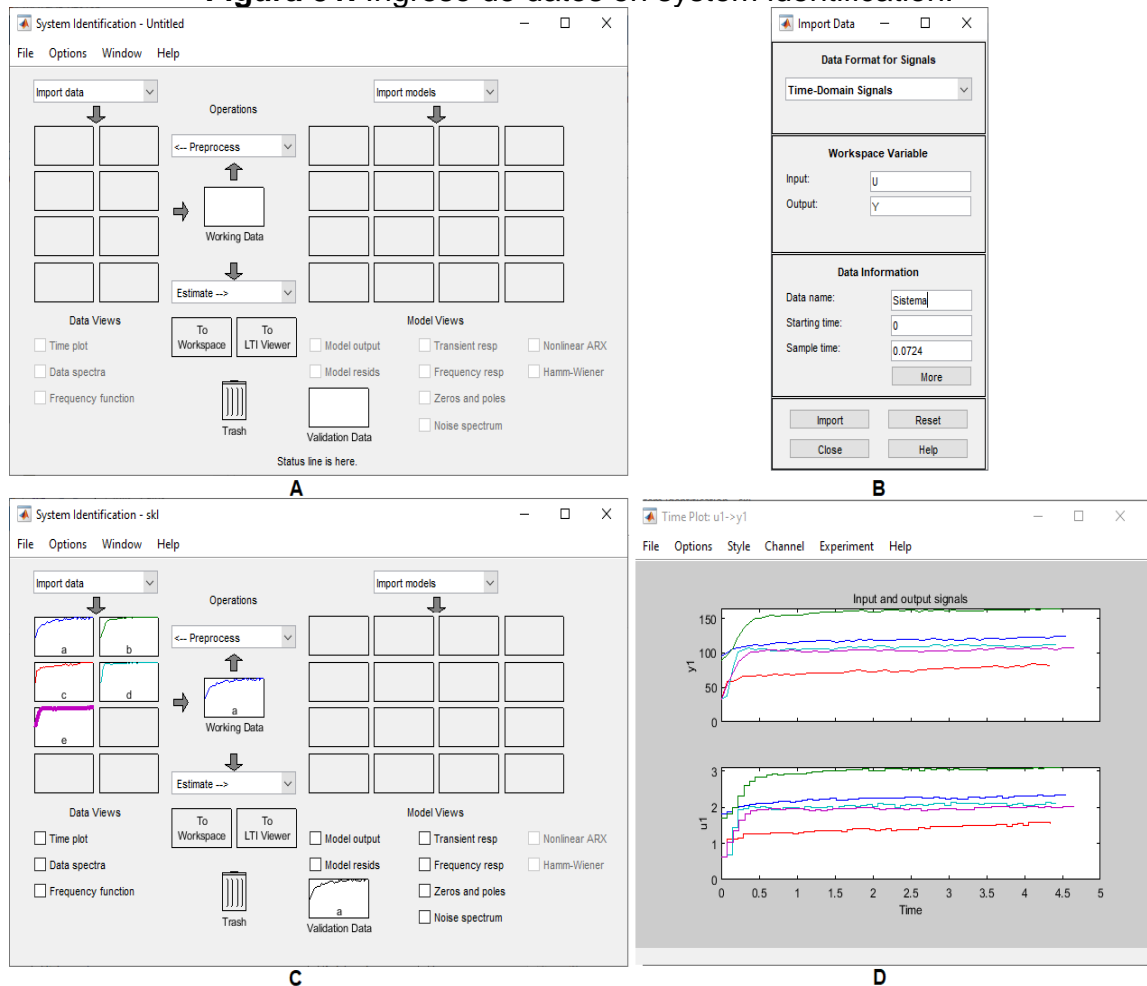 System Identification - Untitled
File Options Window Help
Import data
Import models
Operations
<-- Preprocess
Working Data
Estimate -->
Data Views
Time plot
Data spectra
Frequency function
To Workspace
To LTI Viewer
Trash
Model Views
Model output
Transient resp
Nonlinear ARX
Model resids
Frequency resp
Hamm-Wiener
Zeros and poles
Noise spectrum
Validation Data
Status line is here.
A
Import Data
Data Format for Signals
Time-Domain Signals
Workspace Variable
Input: U
Output: Y
Data Information
Data name: Sistema
Starting time: 0
Sample time: 0.0724
More
Import Reset
Close Help
B
System Identification - skl
File Options Window Help
Import data
Import models
Operations
<-- Preprocess
a b
c d
e
a
Working Data
Estimate -->
Data Views
Time plot
Data spectra
Frequency function
To Workspace
To LTI Viewer
Trash
Model Views
Model output
Transient resp
Nonlinear ARX
Model resids
Frequency resp
Hamm-Wiener
Zeros and poles
Noise spectrum
a
Validation Data
C
Time Plot: u1->y1
File Options Style Channel Experiment Help
Input and output signals
150
100
50
0
y1
3
2
1
0
u1
0 0.5 1 1.5 2 2.5 3 3.5 4 4.5 5
Time
D